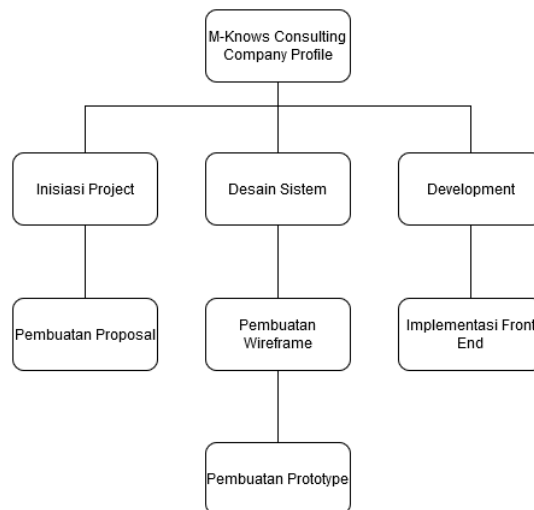 M-Knows Consulting
Company Profile
Inisiasi Project
Desain Sistem
Development
Pembuatan Proposal
Pembuatan
Wireframe
Implementasi Front
End
Pembuatan Prototype